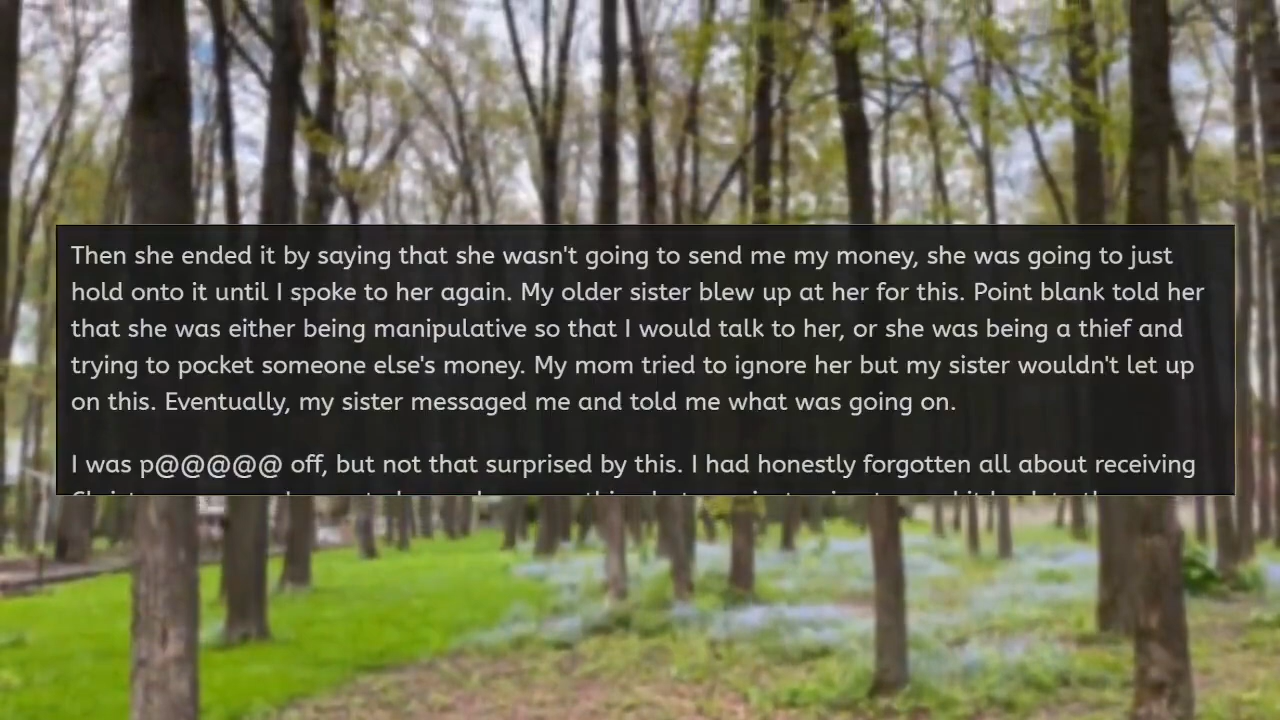 Then she ended it by saying that she wasn't going to send me my money, she was going to just
hold onto it until I spoke to her again. My older sister blew up at her for this. Point blank told her
that she was either being manipulative so that I would talk to her, or she was being a thief and
trying to pocket someone else's money. My mom tried to ignore her but my sister wouldn't let up
on this. Eventually, my sister messaged me and told me what was going on.
I was p@@@@@ off, but not that surprised by this. I had honestly forgotten all about receiving